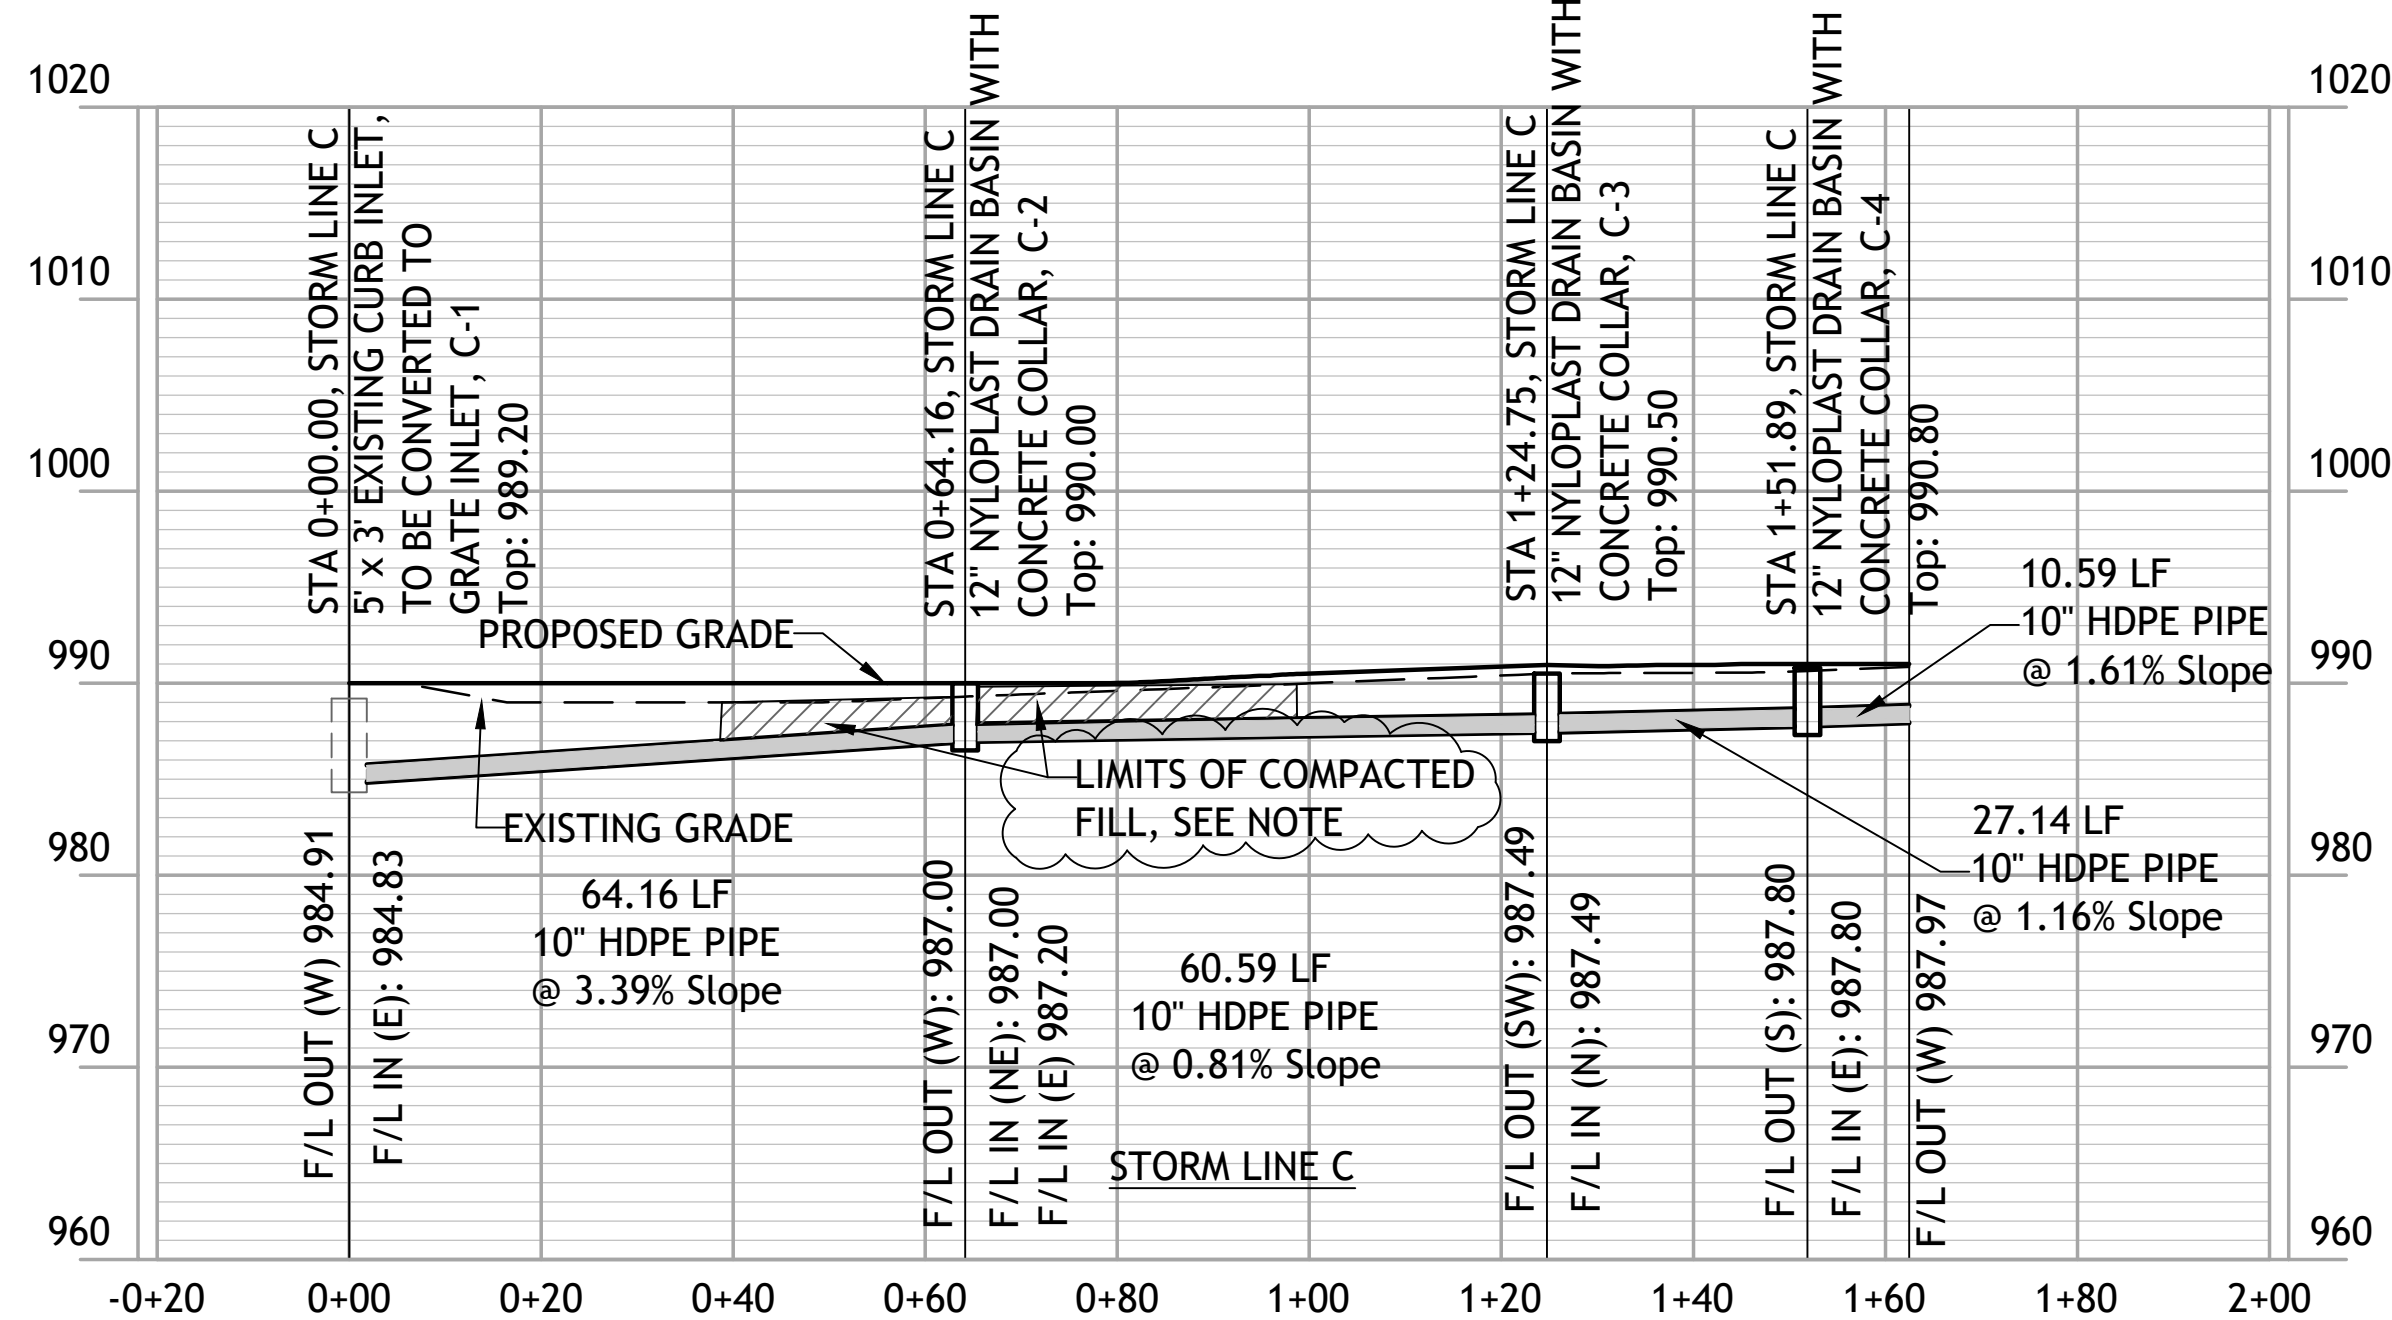 1020
1010
1000
990
980
970
960
1020
1010
1000
990
980
970
960
STA 0+00.00, STORM LINE C
5' x 3' EXISTING CURB INLET,
TO BE CONVERTED TO
GRATE INLET, C-1
Top: 989.20
STA 0+64.16, STORM LINE C
12" NYLOPLAST DRAIN BASIN WITH
CONCRETE COLLAR, C-2
Top: 990.00
STA 1+24.75, STORM LINE C
12" NYLOPLAST DRAIN BASIN WITH
CONCRETE COLLAR, C-3
Top: 990.50
STA 1+51.89, STORM LINE C
12" NYLOPLAST DRAIN BASIN WITH
CONCRETE COLLAR, C-4
Top: 990.80
10.59 LF
10" HDPE PIPE
@ 1.61% Slope
PROPOSED GRADE
EXISTING GRADE
LIMITS OF COMPACTED
FILL, SEE NOTE
27.14 LF
10" HDPE PIPE
@ 1.16% Slope
64.16 LF
10" HDPE PIPE
@ 3.39% Slope
60.59 LF
10" HDPE PIPE
@ 0.81% Slope
F/L OUT (W) 984.91
F/L IN (E): 984.83
F/L OUT (W): 987.00
F/L IN (NE): 987.00
F/L IN (E) 987.20
F/L OUT (SW): 987.49
F/L IN (N): 987.49
F/L OUT (S): 987.80
F/L IN (E): 987.80
F/L OUT (W) 987.97
STORM LINE C
-0+20 0+00 0+20 0+40 0+60 0+80 1+00 1+20 1+40 1+60 1+80 2+00